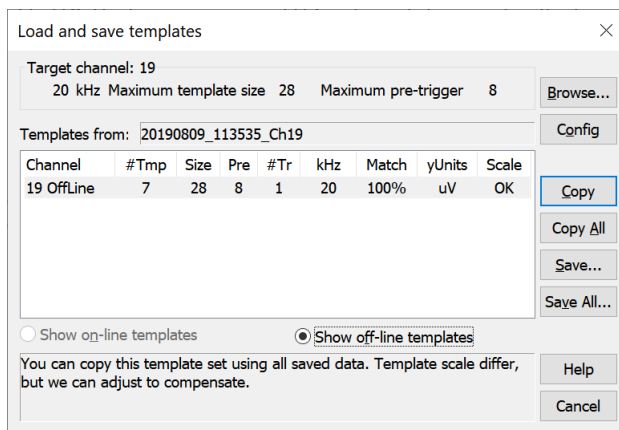 Load and save templates
Target channel: 19
20 kHz Maximum template size 28 Maximum pre-trigger 8
Browse...
Templates from: 20190809_113535_Ch19
Config
Channel #Tmp Size Pre #Tr kHz Match yUnits Scale
19 OffLine 7 28 8 1 20 100% uV OK
Copy
Copy All
Save...
Save All...
Show on-line templates
Show off-line templates
You can copy this template set using all saved data. Template scale differ,
but we can adjust to compensate.
Help
Cancel